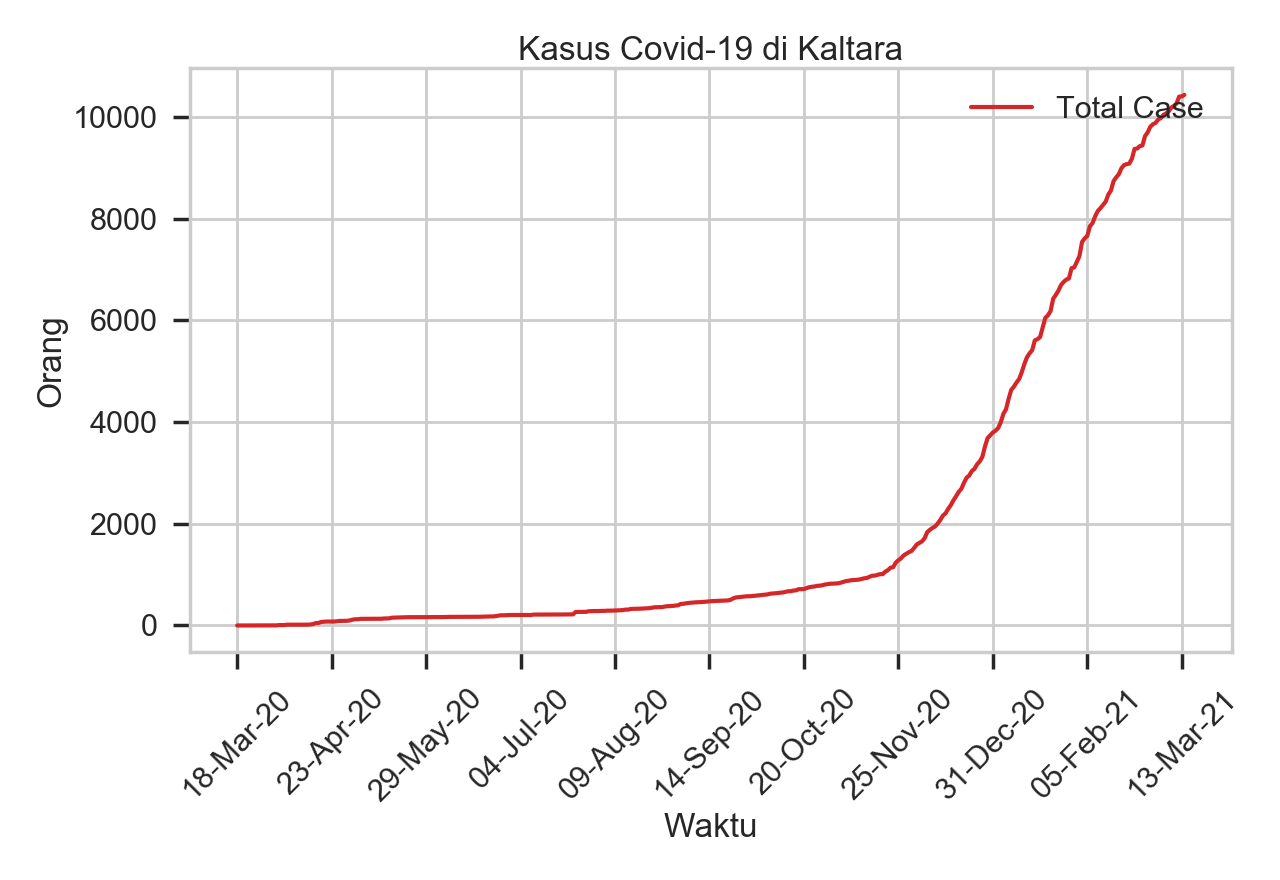 Kasus Covid-19 di Kaltara
Total Case
10000
8000
6000
4000
2000
0
Orang
18-Mar-20
23-Apr-20
29-May-20
04-Jul-20
09-Aug-20
14-Sep-20
20-Oct-20
25-Nov-20
31-Dec-20
05-Feb-21
13-Mar-21
Waktu